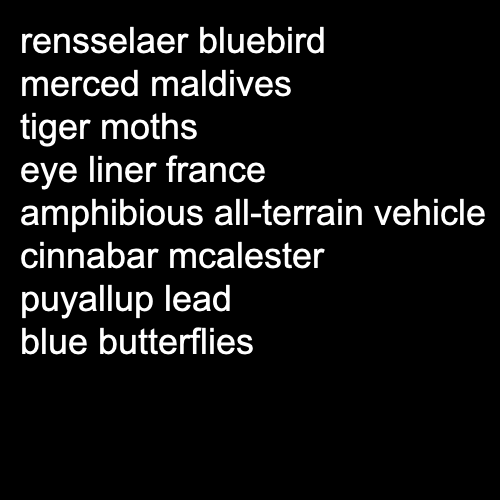 rensselaer bluebird
merced maldives
tiger moths
eye liner france
amphibious all-terrain vehicle
cinnabar mcalester
puyallup lead
blue butterflies